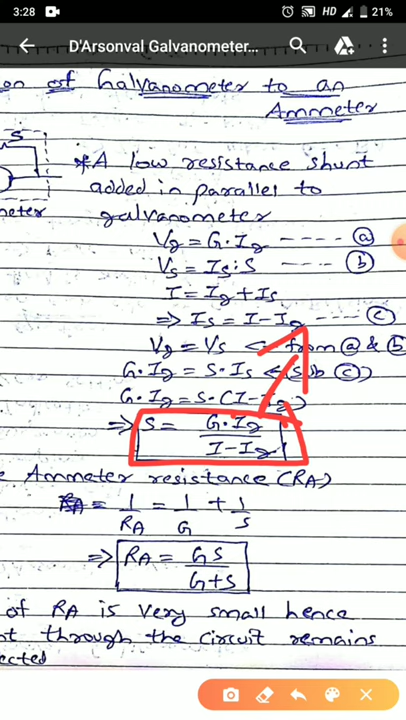 3:28
HD 21%
D'Arsonval Galvanometer...
on of Galvanometer to an
Ammeter
S
meter
*A low resistance shunt
added in parallel to
galvanometer
Vg = G·Ig ---- ⓐ
Vs = Is·S ---- ⓑ
I = Ig + Is
=> Is = I - Ig ---- ⓒ
Vg = Vs <- from ⓐ & ⓑ
G·Ig = S·Is <- (sub ⓒ)
G·Ig = S·(I-Ig)
=> S = G·Ig / I-Ig
e Ammeter resistance (RA)
= 1/RA = 1/G + 1/S
=> RA = GS / G+S
of RA is very small hence
nt through the circuit remains
ected